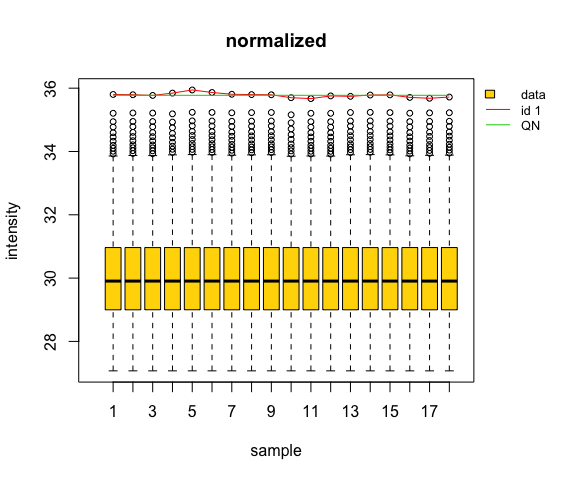 normalized
36
34
32
30
28
intensity
1 3 5 7 9 11 13 15 17
sample
data
id 1
QN